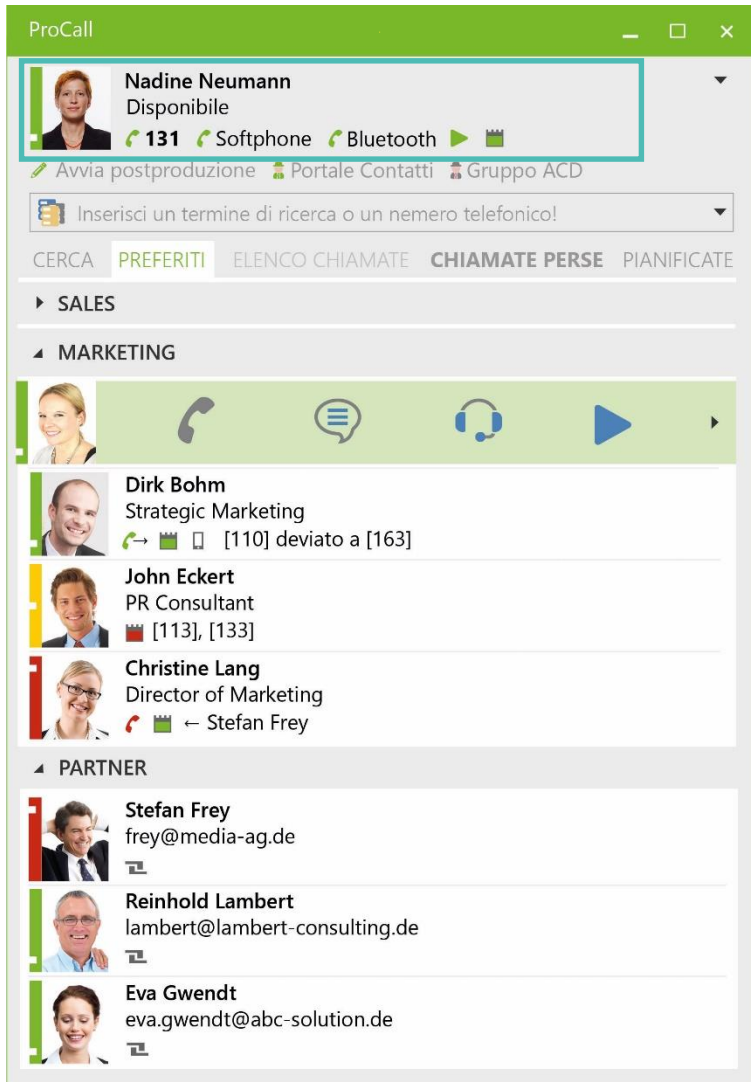 ProCall
Nadine Neumann
Disponibile
131 Softphone Bluetooth
Avvia postproduzione Portale Contatti Gruppo ACD
Inserisci un termine di ricerca o un nemero telefonico!
CERCA PREFERITI ELENCO CHIAMATE CHIAMATE PERSE PIANIFICATE
SALES
MARKETING
Dirk Bohm
Strategic Marketing
[110] deviato a [163]
John Eckert
PR Consultant
[113], [133]
Christine Lang
Director of Marketing
← Stefan Frey
PARTNER
Stefan Frey
frey@media-ag.de
Reinhold Lambert
lambert@lambert-consulting.de
Eva Gwendt
eva.gwendt@abc-solution.de